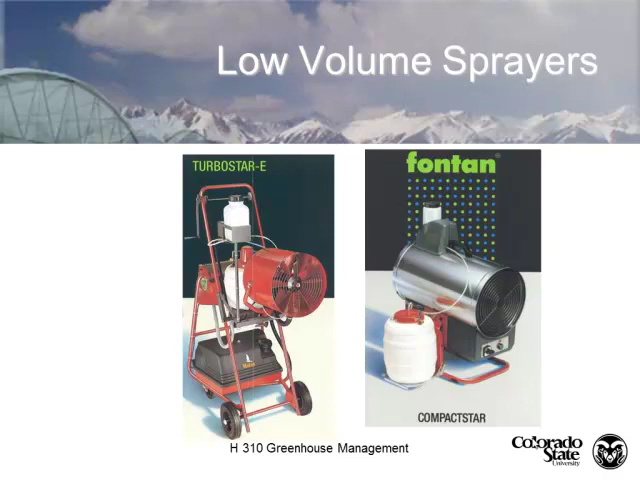 Low Volume Sprayers
TURBOSTAR-E
fontan®
COMPACTSTAR
H 310 Greenhouse Management
Colorado
State
University